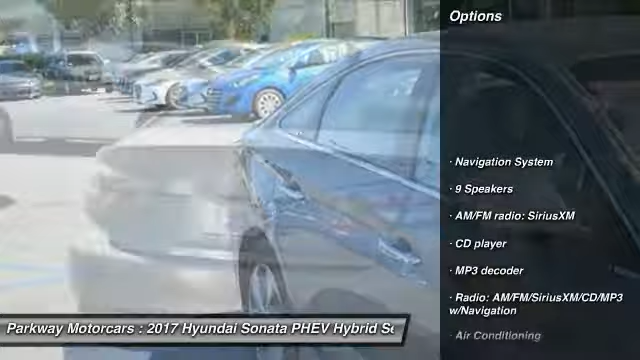 Options
· Navigation System
· 9 Speakers
· AM/FM radio: SiriusXM
· CD player
· MP3 decoder
· Radio: AM/FM/SiriusXM/CD/MP3
w/Navigation
· Air Conditioning
Parkway Motorcars : 2017 Hyundai Sonata PHEV Hybrid Se